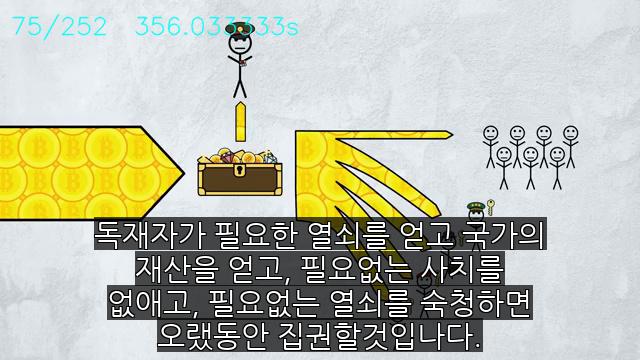 75/252 356.033333s
독재자가 필요한 열쇠를 얻고 국가의
재산을 얻고, 필요없는 사치를
없애고, 필요없는 열쇠를 숙청하면
오랬동안 집권할것입나다.